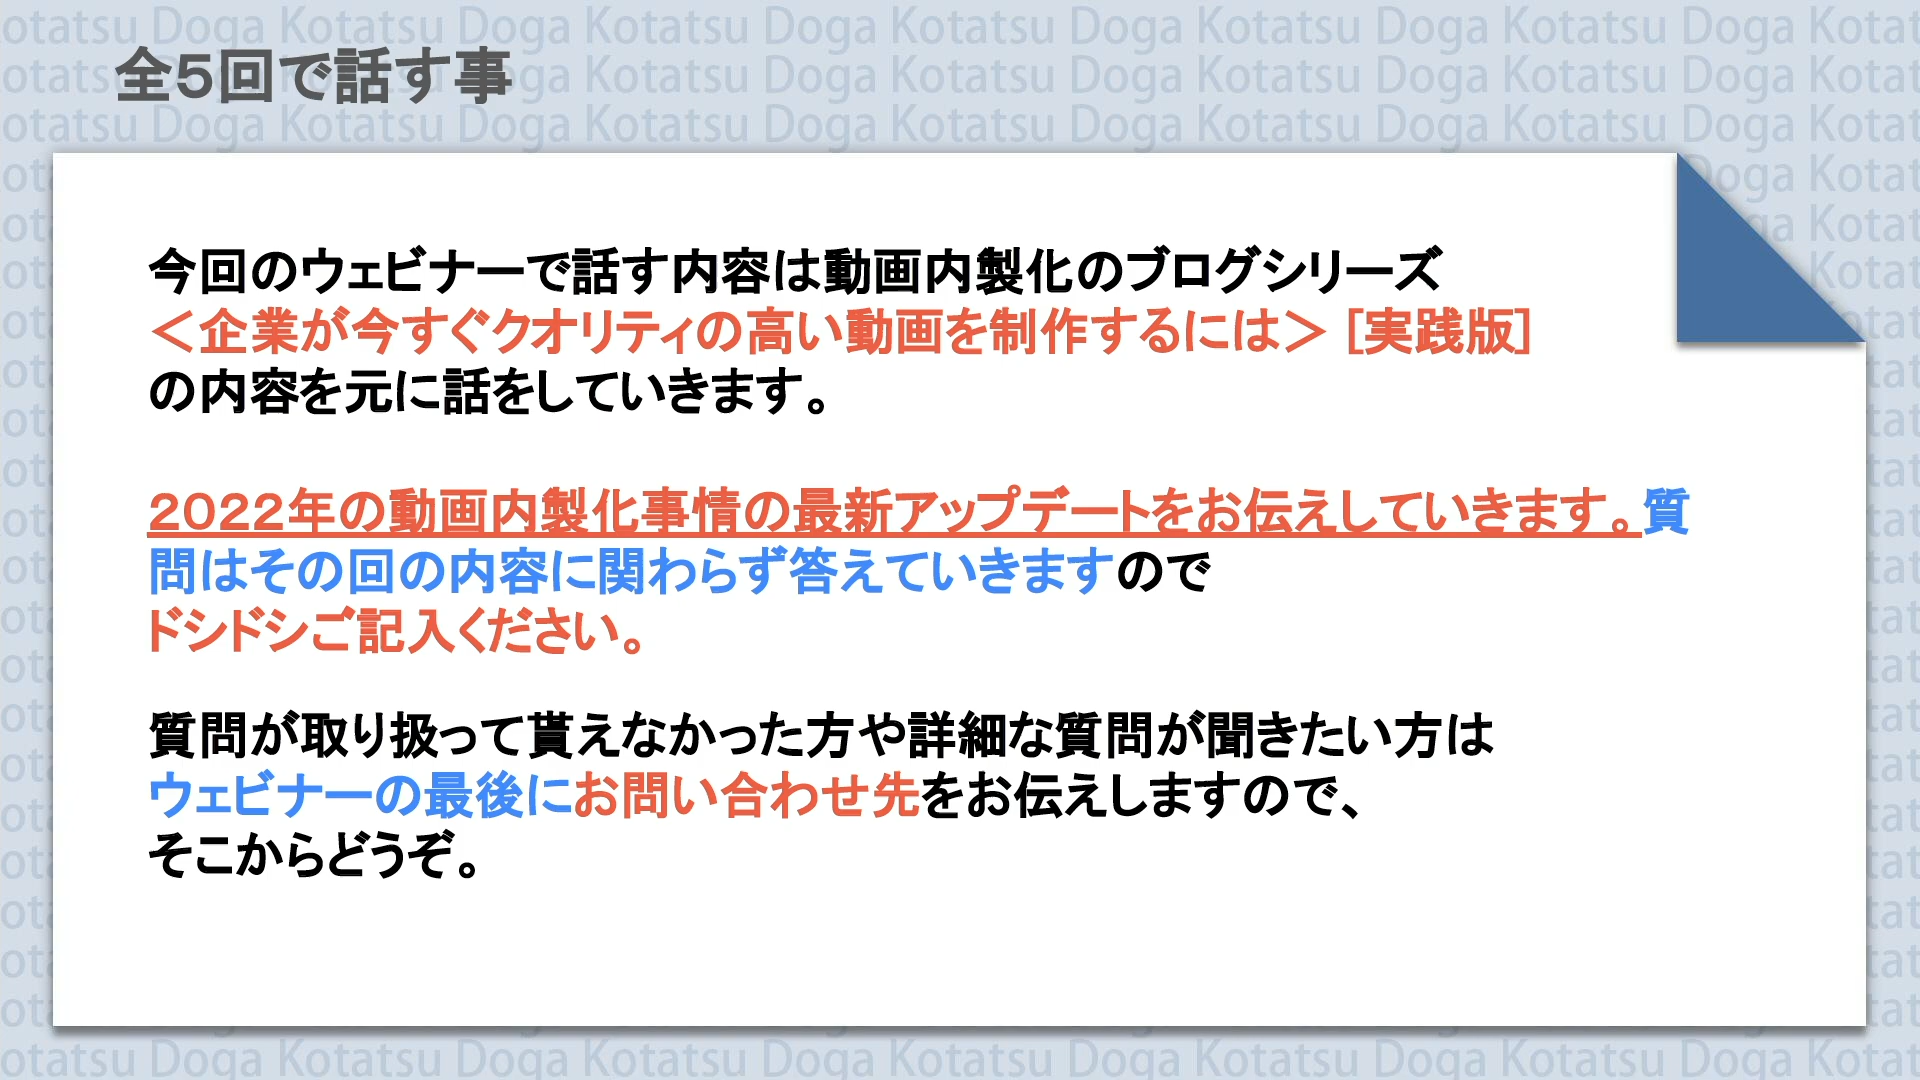 全5回で話す事
今回のウェビナーで話す内容は動画内製化のブログシリーズ
＜企業が今すぐクオリティの高い動画を制作するには＞ [実践版]
の内容を元に話をしていきます。
2022年の動画内製化事情の最新アップデートをお伝えしていきます。質
問はその回の内容に関わらず答えていきますので
ドシドシご記入ください。
質問が取り扱って貰えなかった方や詳細な質問が聞きたい方は
ウェビナーの最後にお問い合わせ先をお伝えしますので、
そこからどうぞ。